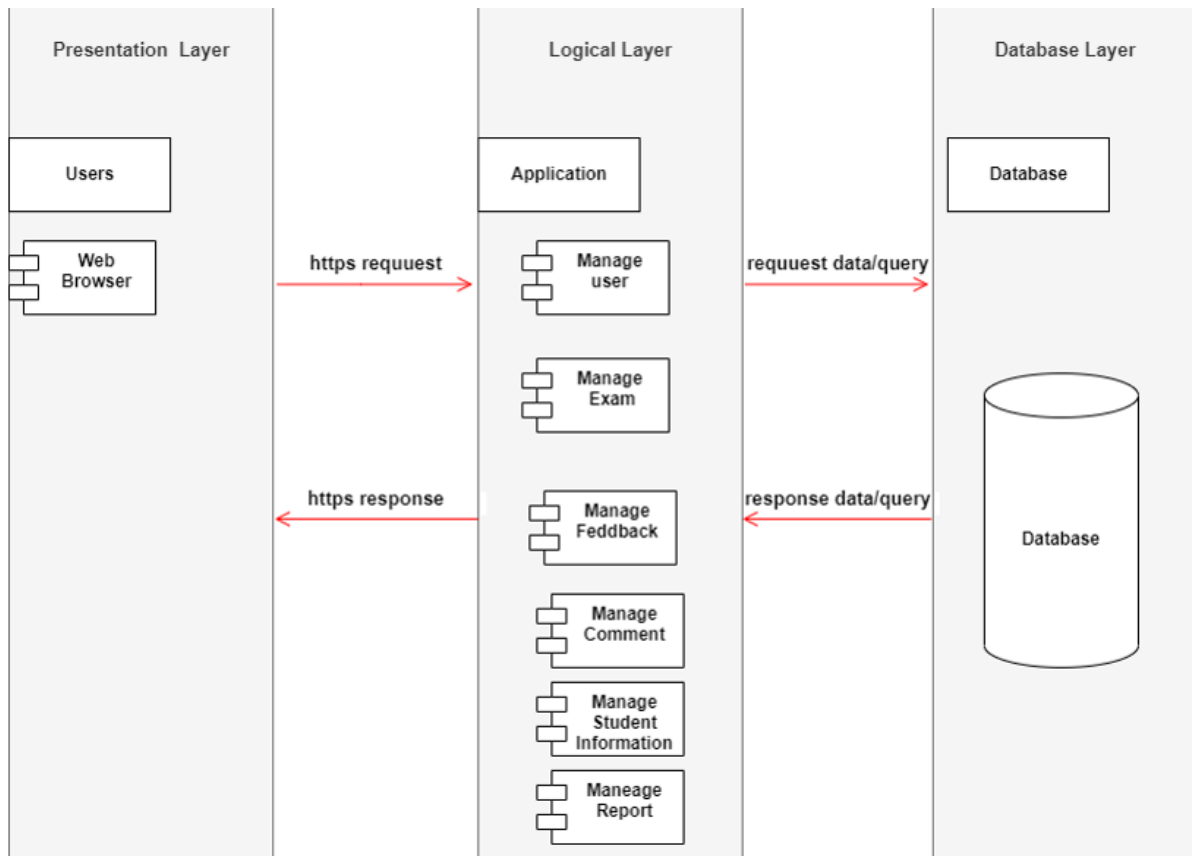 Presentation Layer
Logical Layer
Database Layer
Users
Application
Database
Web
Browser
https requuest
Manage
user
requuest data/query
Manage
Exam
https response
Manage
Feddback
response data/query
Database
Manage
Comment
Manage
Student
Information
Maneage
Report